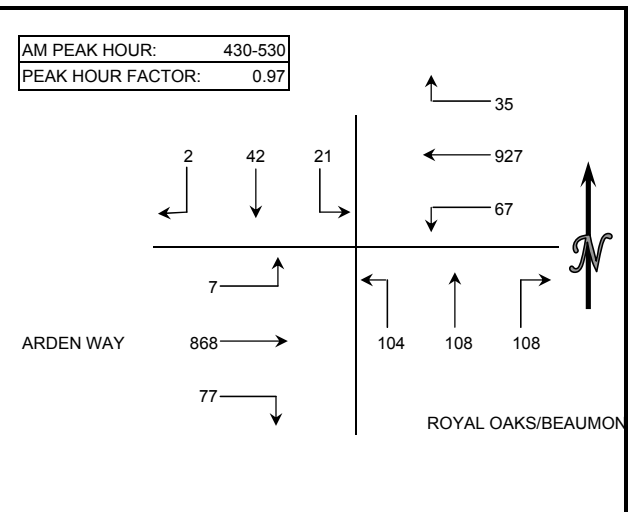 AM PEAK HOUR: 430-530
PEAK HOUR FACTOR: 0.97
35
2 42 21
927
67
N
7
ARDEN WAY 868
104 108 108
77
ROYAL OAKS/BEAUMON